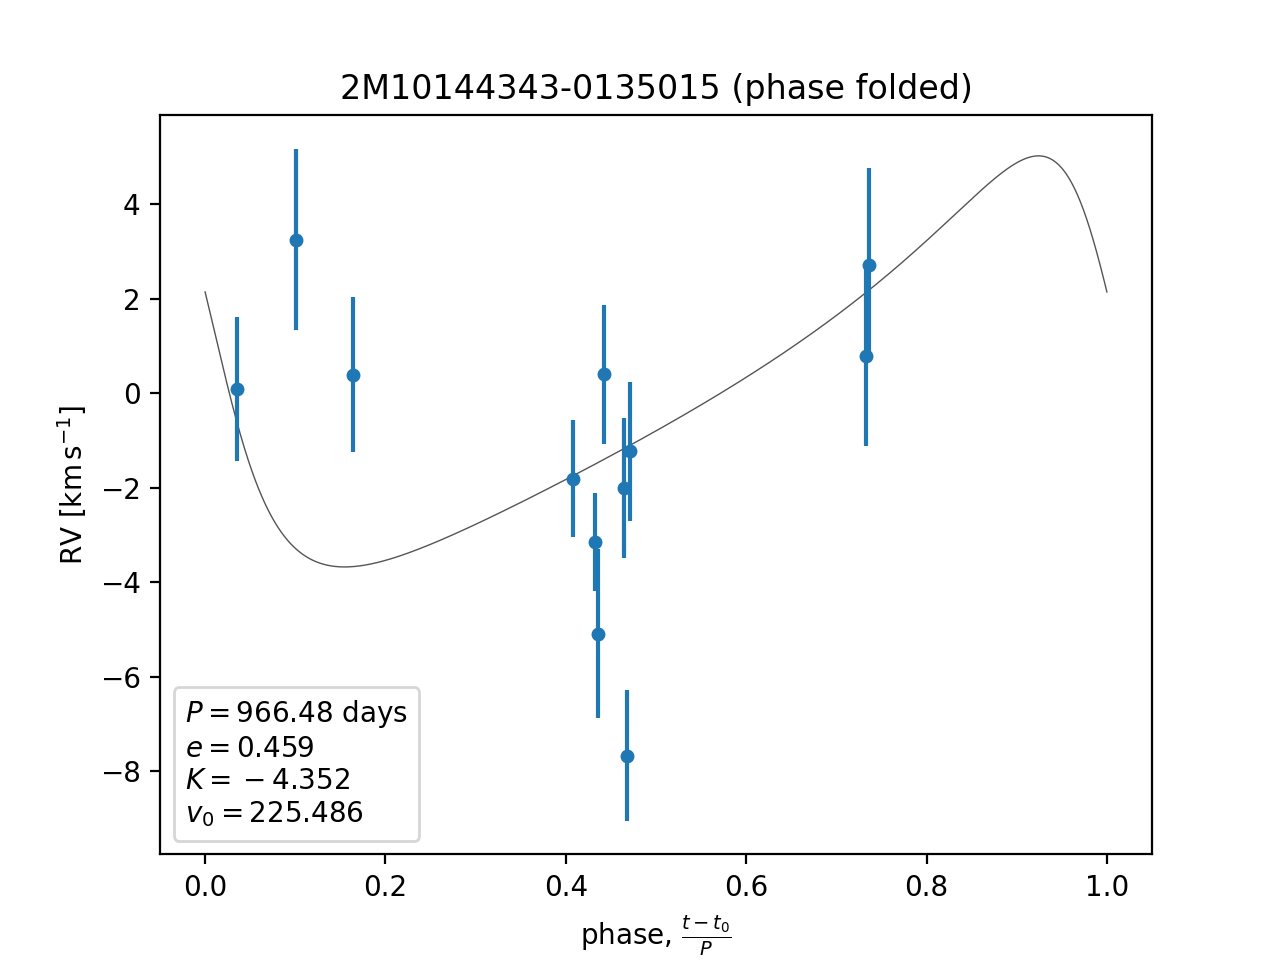 2M10144343-0135015 (phase folded)
RV [km s⁻¹]
4
2
0
−2
−4
−6
−8
P = 966.48 days
e = 0.459
K = −4.352
v₀ = 225.486
0.0 0.2 0.4 0.6 0.8 1.0
phase, (t − t₀)/P